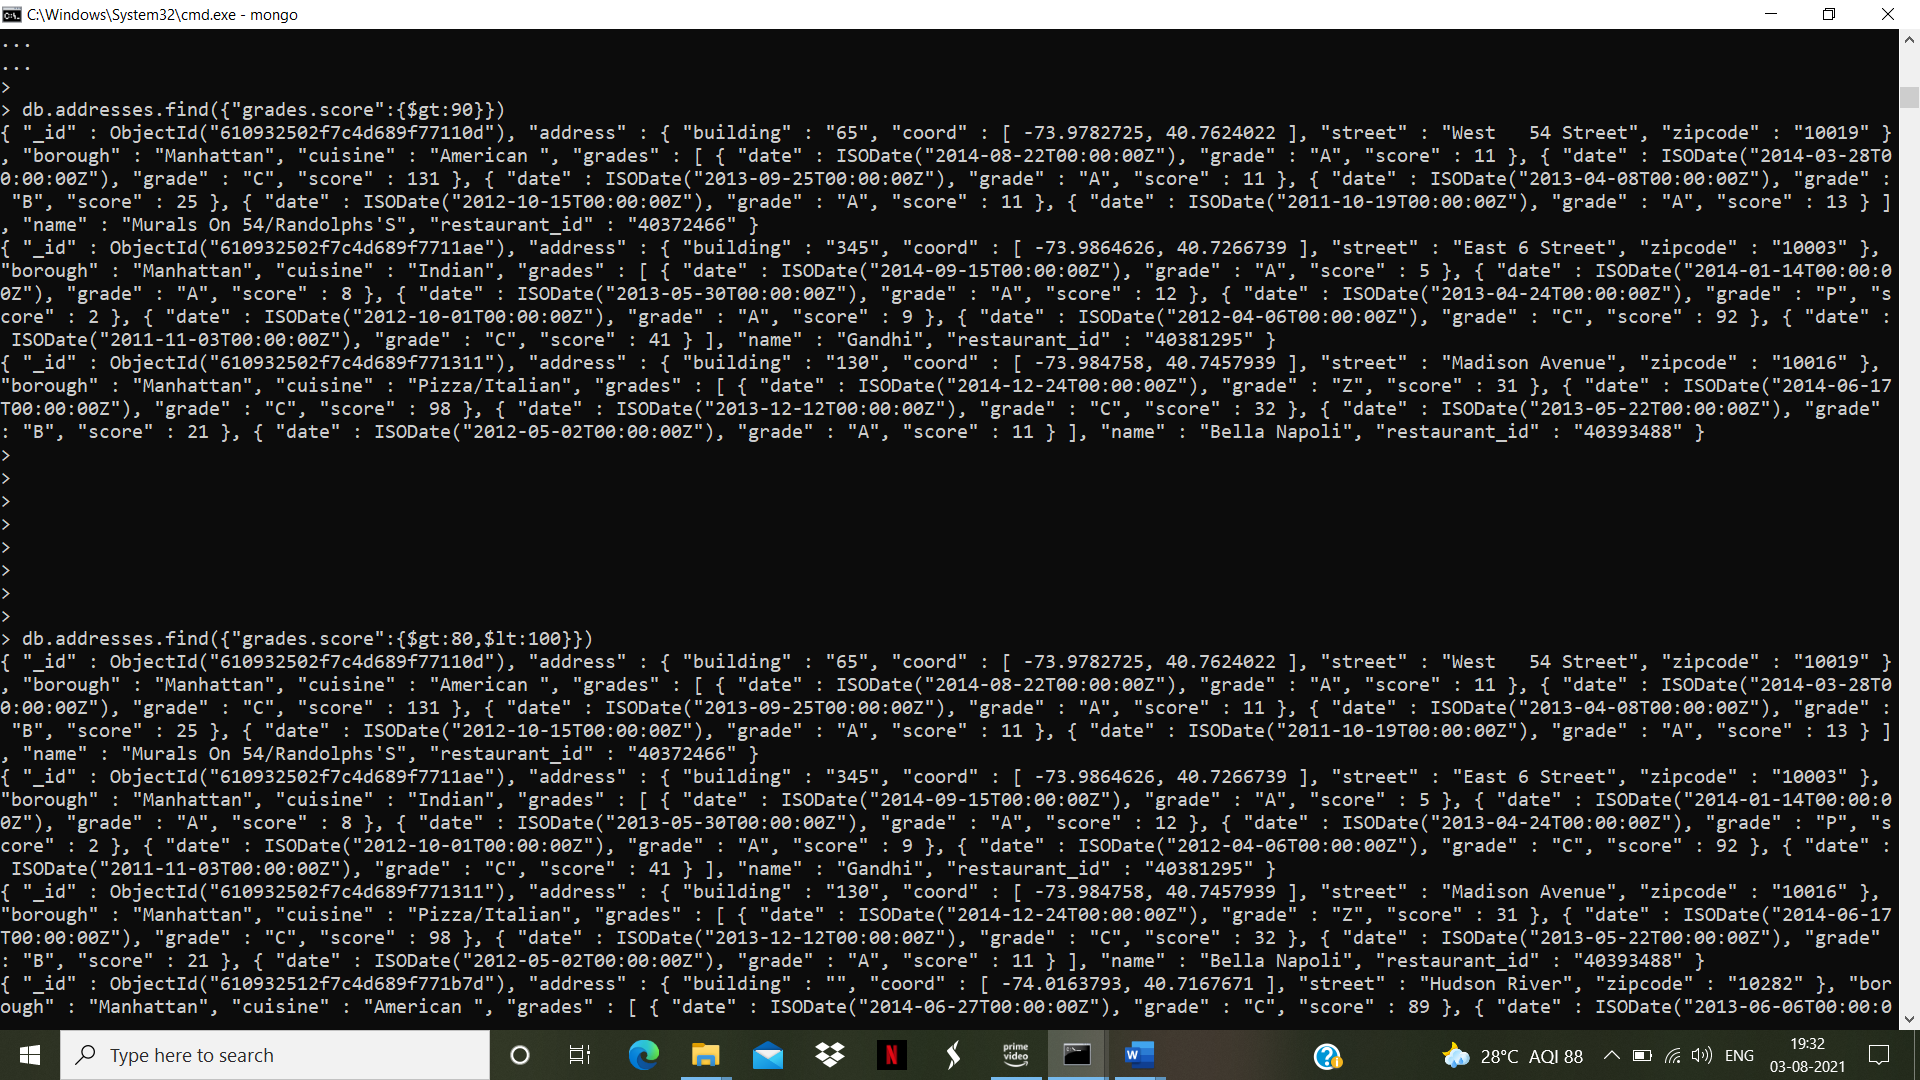 C:\Windows\System32\cmd.exe - mongo
...
...
>
> db.addresses.find({"grades.score":{$gt:90}})
{ "_id" : ObjectId("610932502f7c4d689f77110d"), "address" : { "building" : "65", "coord" : [ -73.9782725, 40.7624022 ], "street" : "West   54 Street", "zipcode" : "10019" }
, "borough" : "Manhattan", "cuisine" : "American ", "grades" : [ { "date" : ISODate("2014-08-22T00:00:00Z"), "grade" : "A", "score" : 11 }, { "date" : ISODate("2014-03-28T0
0:00:00Z"), "grade" : "C", "score" : 131 }, { "date" : ISODate("2013-09-25T00:00:00Z"), "grade" : "A", "score" : 11 }, { "date" : ISODate("2013-04-08T00:00:00Z"), "grade" :
 "B", "score" : 25 }, { "date" : ISODate("2012-10-15T00:00:00Z"), "grade" : "A", "score" : 11 }, { "date" : ISODate("2011-10-19T00:00:00Z"), "grade" : "A", "score" : 13 } ]
, "name" : "Murals On 54/Randolphs'S", "restaurant_id" : "40372466" }
{ "_id" : ObjectId("610932502f7c4d689f7711ae"), "address" : { "building" : "345", "coord" : [ -73.9864626, 40.7266739 ], "street" : "East 6 Street", "zipcode" : "10003" },
"borough" : "Manhattan", "cuisine" : "Indian", "grades" : [ { "date" : ISODate("2014-09-15T00:00:00Z"), "grade" : "A", "score" : 5 }, { "date" : ISODate("2014-01-14T00:00:0
0Z"), "grade" : "A", "score" : 8 }, { "date" : ISODate("2013-05-30T00:00:00Z"), "grade" : "A", "score" : 12 }, { "date" : ISODate("2013-04-24T00:00:00Z"), "grade" : "P", "s
core" : 2 }, { "date" : ISODate("2012-10-01T00:00:00Z"), "grade" : "A", "score" : 9 }, { "date" : ISODate("2012-04-06T00:00:00Z"), "grade" : "C", "score" : 92 }, { "date" :
 ISODate("2011-11-03T00:00:00Z"), "grade" : "C", "score" : 41 } ], "name" : "Gandhi", "restaurant_id" : "40381295" }
{ "_id" : ObjectId("610932502f7c4d689f771311"), "address" : { "building" : "130", "coord" : [ -73.984758, 40.7457939 ], "street" : "Madison Avenue", "zipcode" : "10016" },
"borough" : "Manhattan", "cuisine" : "Pizza/Italian", "grades" : [ { "date" : ISODate("2014-12-24T00:00:00Z"), "grade" : "Z", "score" : 31 }, { "date" : ISODate("2014-06-17
T00:00:00Z"), "grade" : "C", "score" : 98 }, { "date" : ISODate("2013-12-12T00:00:00Z"), "grade" : "C", "score" : 32 }, { "date" : ISODate("2013-05-22T00:00:00Z"), "grade"
: "B", "score" : 21 }, { "date" : ISODate("2012-05-02T00:00:00Z"), "grade" : "A", "score" : 11 } ], "name" : "Bella Napoli", "restaurant_id" : "40393488" }
>
>
>
>
>
>
>
>
> db.addresses.find({"grades.score":{$gt:80,$lt:100}})
{ "_id" : ObjectId("610932502f7c4d689f77110d"), "address" : { "building" : "65", "coord" : [ -73.9782725, 40.7624022 ], "street" : "West   54 Street", "zipcode" : "10019" }
, "borough" : "Manhattan", "cuisine" : "American ", "grades" : [ { "date" : ISODate("2014-08-22T00:00:00Z"), "grade" : "A", "score" : 11 }, { "date" : ISODate("2014-03-28T0
0:00:00Z"), "grade" : "C", "score" : 131 }, { "date" : ISODate("2013-09-25T00:00:00Z"), "grade" : "A", "score" : 11 }, { "date" : ISODate("2013-04-08T00:00:00Z"), "grade" :
 "B", "score" : 25 }, { "date" : ISODate("2012-10-15T00:00:00Z"), "grade" : "A", "score" : 11 }, { "date" : ISODate("2011-10-19T00:00:00Z"), "grade" : "A", "score" : 13 } ]
, "name" : "Murals On 54/Randolphs'S", "restaurant_id" : "40372466" }
{ "_id" : ObjectId("610932502f7c4d689f7711ae"), "address" : { "building" : "345", "coord" : [ -73.9864626, 40.7266739 ], "street" : "East 6 Street", "zipcode" : "10003" },
"borough" : "Manhattan", "cuisine" : "Indian", "grades" : [ { "date" : ISODate("2014-09-15T00:00:00Z"), "grade" : "A", "score" : 5 }, { "date" : ISODate("2014-01-14T00:00:0
0Z"), "grade" : "A", "score" : 8 }, { "date" : ISODate("2013-05-30T00:00:00Z"), "grade" : "A", "score" : 12 }, { "date" : ISODate("2013-04-24T00:00:00Z"), "grade" : "P", "s
core" : 2 }, { "date" : ISODate("2012-10-01T00:00:00Z"), "grade" : "A", "score" : 9 }, { "date" : ISODate("2012-04-06T00:00:00Z"), "grade" : "C", "score" : 92 }, { "date" :
 ISODate("2011-11-03T00:00:00Z"), "grade" : "C", "score" : 41 } ], "name" : "Gandhi", "restaurant_id" : "40381295" }
{ "_id" : ObjectId("610932502f7c4d689f771311"), "address" : { "building" : "130", "coord" : [ -73.984758, 40.7457939 ], "street" : "Madison Avenue", "zipcode" : "10016" },
"borough" : "Manhattan", "cuisine" : "Pizza/Italian", "grades" : [ { "date" : ISODate("2014-12-24T00:00:00Z"), "grade" : "Z", "score" : 31 }, { "date" : ISODate("2014-06-17
T00:00:00Z"), "grade" : "C", "score" : 98 }, { "date" : ISODate("2013-12-12T00:00:00Z"), "grade" : "C", "score" : 32 }, { "date" : ISODate("2013-05-22T00:00:00Z"), "grade"
: "B", "score" : 21 }, { "date" : ISODate("2012-05-02T00:00:00Z"), "grade" : "A", "score" : 11 } ], "name" : "Bella Napoli", "restaurant_id" : "40393488" }
{ "_id" : ObjectId("610932512f7c4d689f771b7d"), "address" : { "building" : "", "coord" : [ -74.0163793, 40.7167671 ], "street" : "Hudson River", "zipcode" : "10282" }, "bor
ough" : "Manhattan", "cuisine" : "American ", "grades" : [ { "date" : ISODate("2014-06-27T00:00:00Z"), "grade" : "C", "score" : 89 }, { "date" : ISODate("2013-06-06T00:00:0
Type here to search
prime video
28°C AQI 88
ENG
19:32
03-08-2021